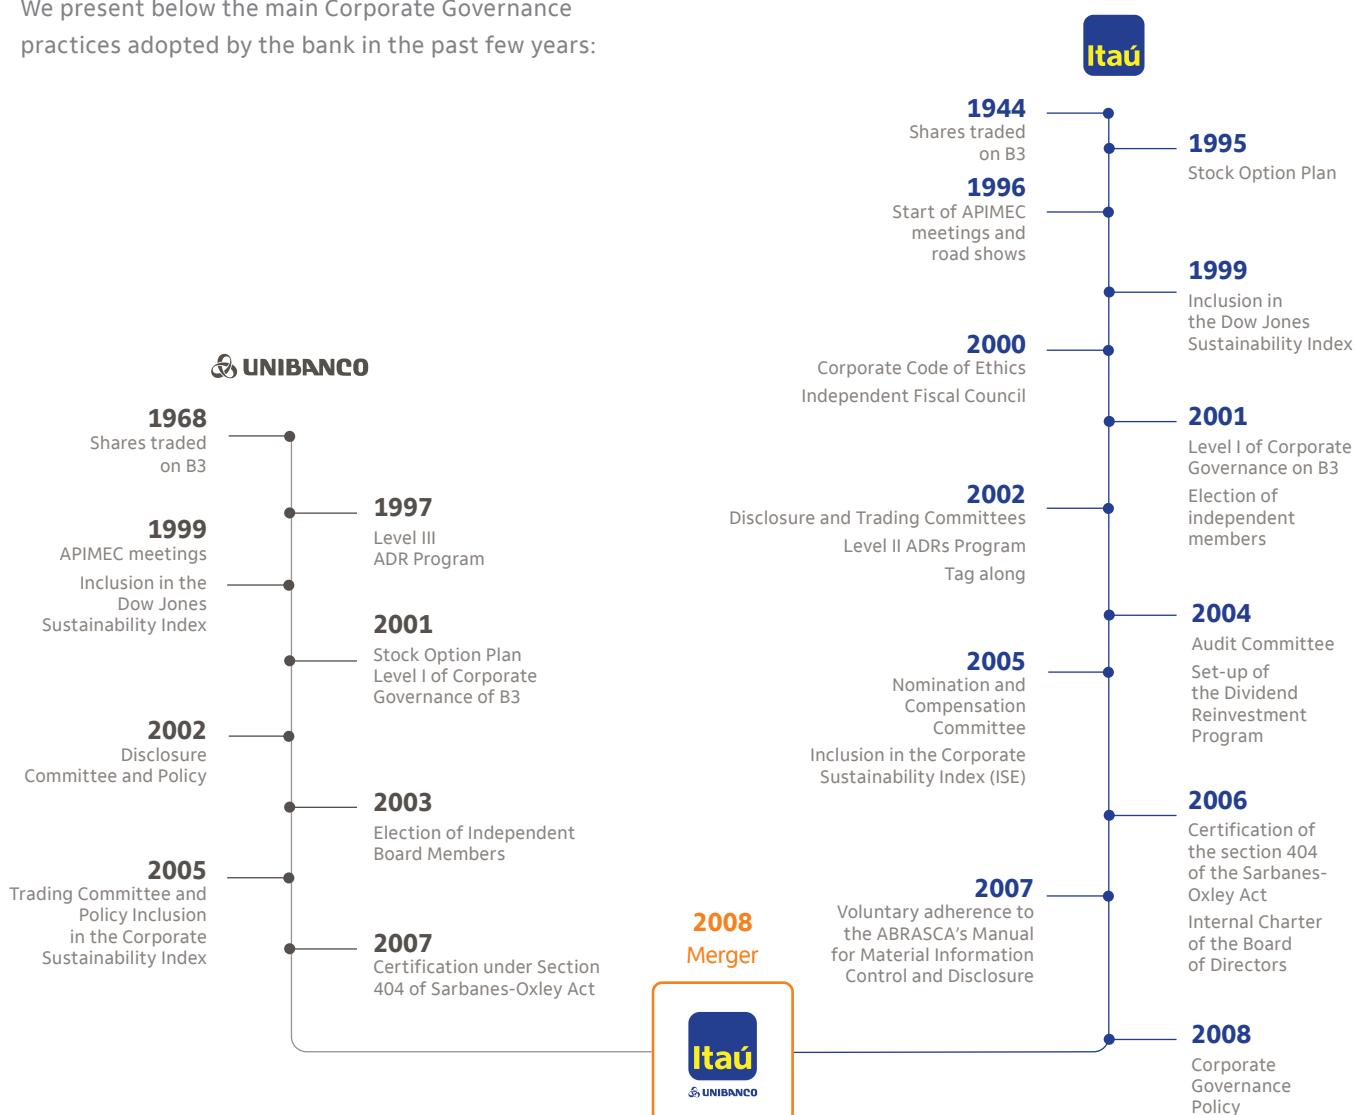 We present below the main Corporate Governance
practices adopted by the bank in the past few years:
UNIBANCO
1968
Shares traded
on B3
1997
Level III
ADR Program
1999
APIMEC meetings
Inclusion in the
Dow Jones
Sustainability Index
2001
Stock Option Plan
Level I of Corporate
Governance of B3
2002
Disclosure
Committee and Policy
2003
Election of Independent
Board Members
2005
Trading Committee and
Policy Inclusion
in the Corporate
Sustainability Index
2007
Certification under Section
404 of Sarbanes-Oxley Act
Itaú
1944
Shares traded
on B3
1995
Stock Option Plan
1996
Start of APIMEC
meetings and
road shows
1999
Inclusion in
the Dow Jones
Sustainability Index
2000
Corporate Code of Ethics
Independent Fiscal Council
2001
Level I of Corporate
Governance on B3
Election of
independent
members
2002
Disclosure and Trading Committees
Level II ADRs Program
Tag along
2004
Audit Committee
Set-up of
the Dividend
Reinvestment
Program
2005
Nomination and
Compensation
Committee
Inclusion in the Corporate
Sustainability Index (ISE)
2006
Certification of
the section 404
of the Sarbanes-
Oxley Act
Internal Charter
of the Board
of Directors
2007
Voluntary adherence to
the ABRASCA's Manual
for Material Information
Control and Disclosure
2008
Corporate
Governance
Policy
2008
Merger
Itaú
UNIBANCO